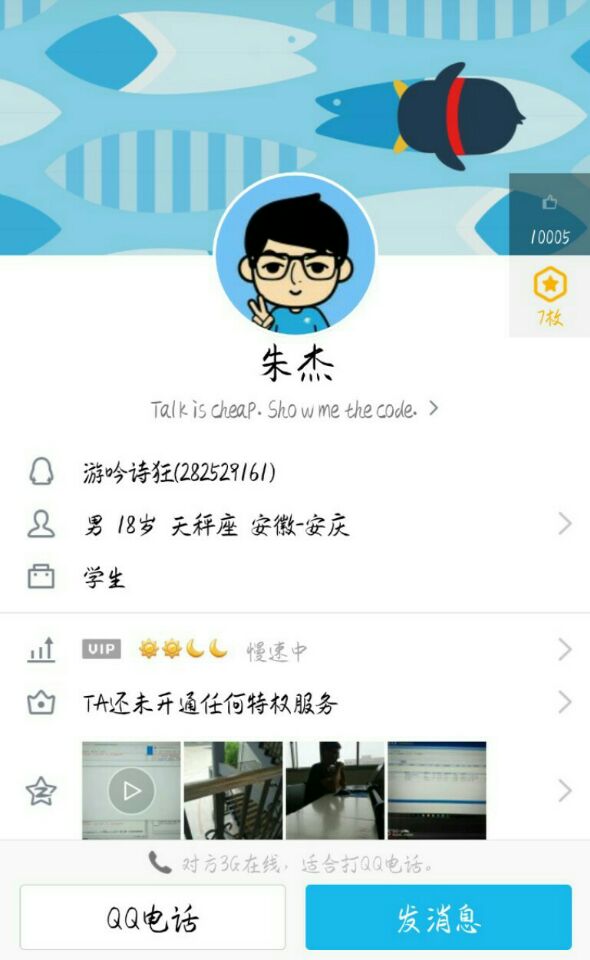 10005
7枚
朱杰
Talk is cheap. Show me the code.
游吟诗狂(282529161)
男 18岁 天秤座 安徽-安庆
学生
VIP 慢速中
TA还未开通任何特权服务
对方3G在线，适合打QQ电话。
QQ电话 发消息